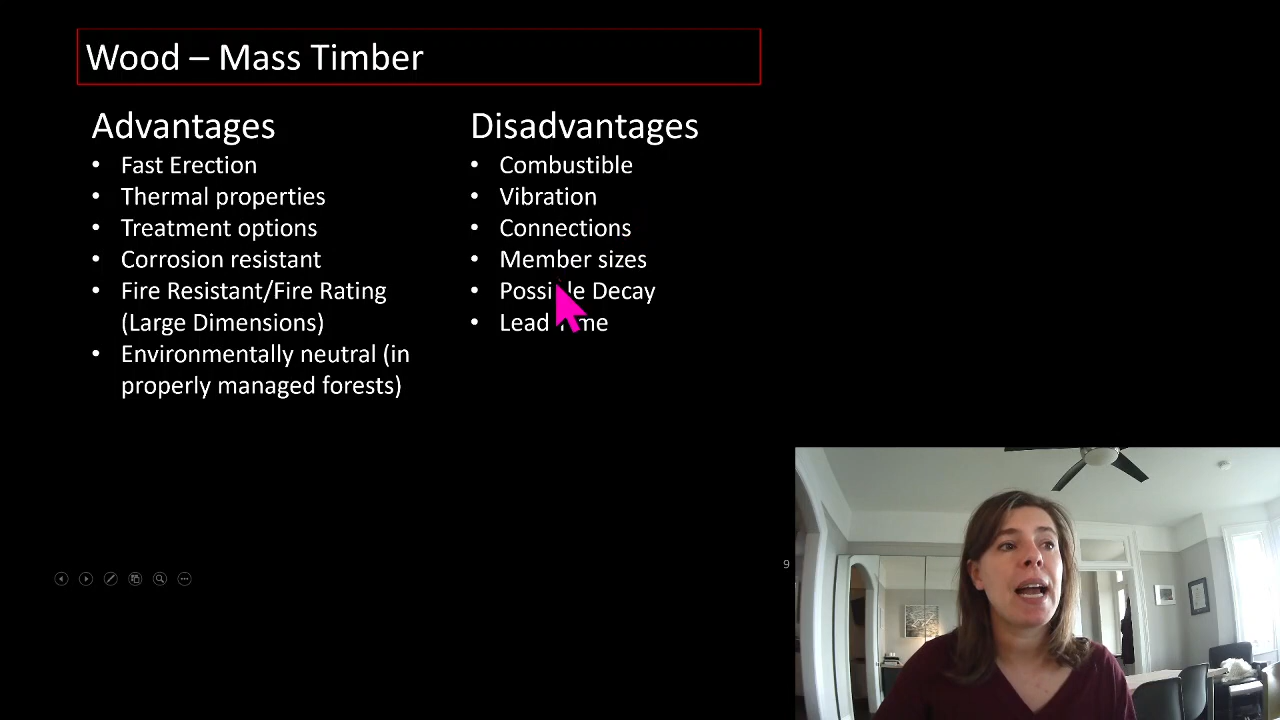 Wood – Mass Timber
Advantages
• Fast Erection
• Thermal properties
• Treatment options
• Corrosion resistant
• Fire Resistant/Fire Rating
(Large Dimensions)
• Environmentally neutral (in
properly managed forests)
Disadvantages
• Combustible
• Vibration
• Connections
• Member sizes
• Possible Decay
• Lead Time
9